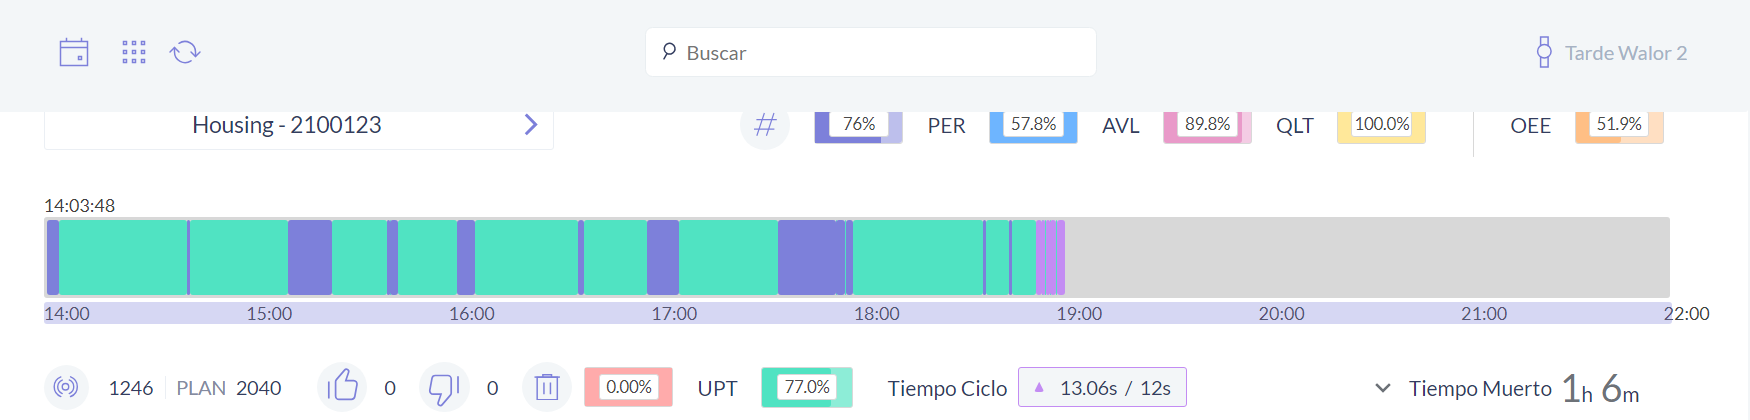 Buscar
Tarde Walor 2
Housing - 2100123
76% PER 57.8% AVL 89.8% QLT 100.0% OEE 51.9%
14:03:48
14:00 15:00 16:00 17:00 18:00 19:00 20:00 21:00 22:00
1246 PLAN 2040 0 0 0.00% UPT 77.0% Tiempo Ciclo 13.06s / 12s Tiempo Muerto 1h 6m